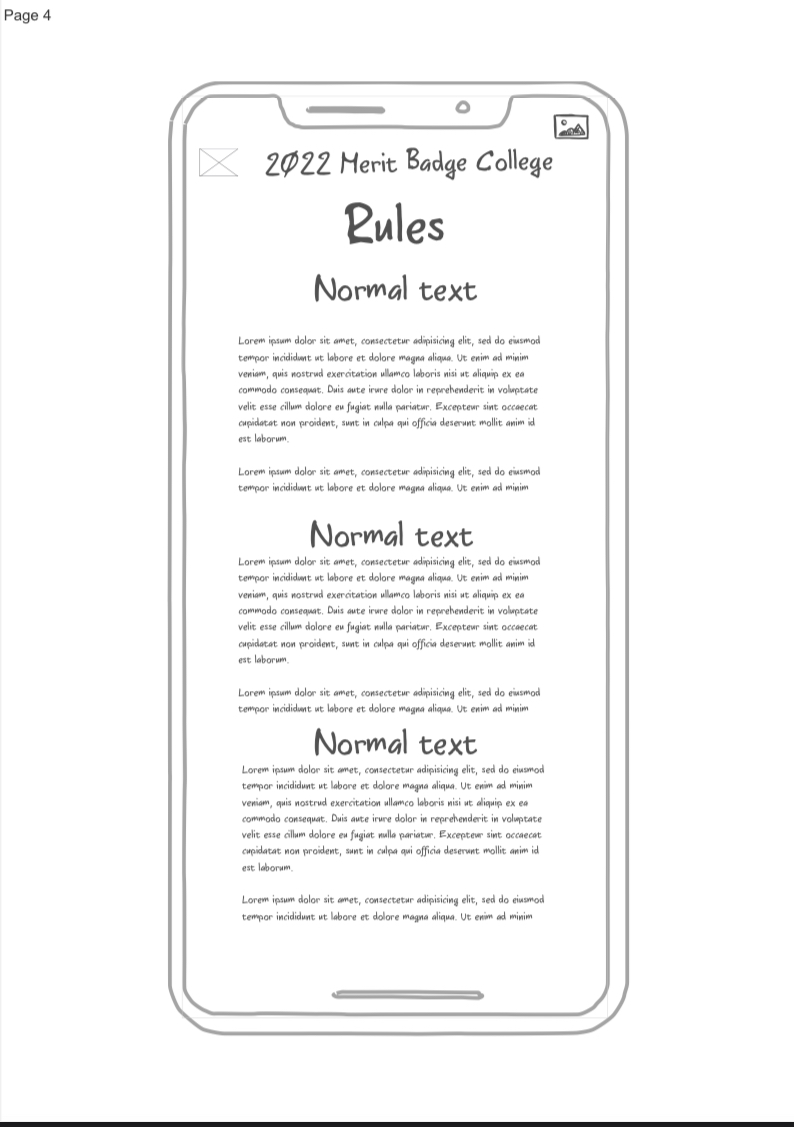 Page 4
2022 Merit Badge College
Rules
Normal text
Lorem ipsum dolor sit amet, consectetur adipisicing elit, sed do eiusmod
tempor incididunt ut labore et dolore magna aliqua. Ut enim ad minim
veniam, quis nostrud exercitation ullamco laboris nisi ut aliquip ex ea
commodo consequat. Duis aute irure dolor in reprehenderit in voluptate
velit esse cillum dolore eu fugiat nulla pariatur. Excepteur sint occaecat
cupidatat non proident, sunt in culpa qui officia deserunt mollit anim id
est laborum.
Lorem ipsum dolor sit amet, consectetur adipisicing elit, sed do eiusmod
tempor incididunt ut labore et dolore magna aliqua. Ut enim ad minim
Normal text
Lorem ipsum dolor sit amet, consectetur adipisicing elit, sed do eiusmod
tempor incididunt ut labore et dolore magna aliqua. Ut enim ad minim
veniam, quis nostrud exercitation ullamco laboris nisi ut aliquip ex ea
commodo consequat. Duis aute irure dolor in reprehenderit in voluptate
velit esse cillum dolore eu fugiat nulla pariatur. Excepteur sint occaecat
cupidatat non proident, sunt in culpa qui officia deserunt mollit anim id
est laborum.
Lorem ipsum dolor sit amet, consectetur adipisicing elit, sed do eiusmod
tempor incididunt ut labore et dolore magna aliqua. Ut enim ad minim
Normal text
Lorem ipsum dolor sit amet, consectetur adipisicing elit, sed do eiusmod
tempor incididunt ut labore et dolore magna aliqua. Ut enim ad minim
veniam, quis nostrud exercitation ullamco laboris nisi ut aliquip ex ea
commodo consequat. Duis aute irure dolor in reprehenderit in voluptate
velit esse cillum dolore eu fugiat nulla pariatur. Excepteur sint occaecat
cupidatat non proident, sunt in culpa qui officia deserunt mollit anim id
est laborum.
Lorem ipsum dolor sit amet, consectetur adipisicing elit, sed do eiusmod
tempor incididunt ut labore et dolore magna aliqua. Ut enim ad minim